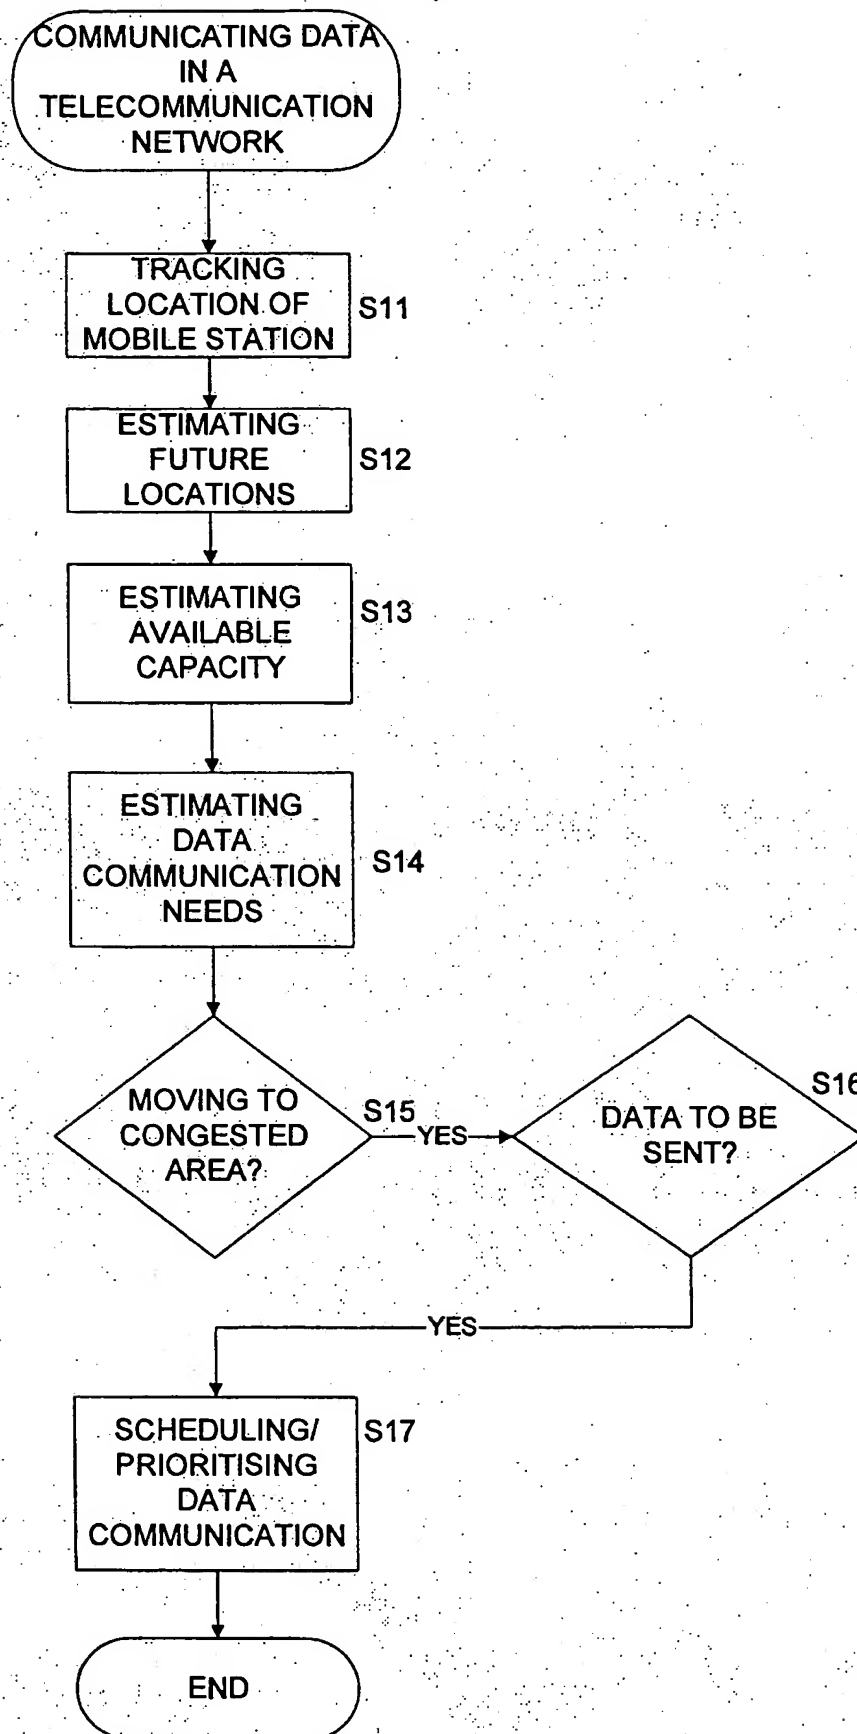 COMMUNICATING DATA
IN A
TELECOMMUNICATION
NETWORK
TRACKING
LOCATION OF
MOBILE STATION
S11
ESTIMATING
FUTURE
LOCATIONS
S12
ESTIMATING
AVAILABLE
CAPACITY
S13
ESTIMATING
DATA
COMMUNICATION
NEEDS
S14
MOVING TO
CONGESTED
AREA?
S15
YES
DATA TO BE
SENT?
S16
YES
SCHEDULING/
PRIORITISING
DATA
COMMUNICATION
S17
END